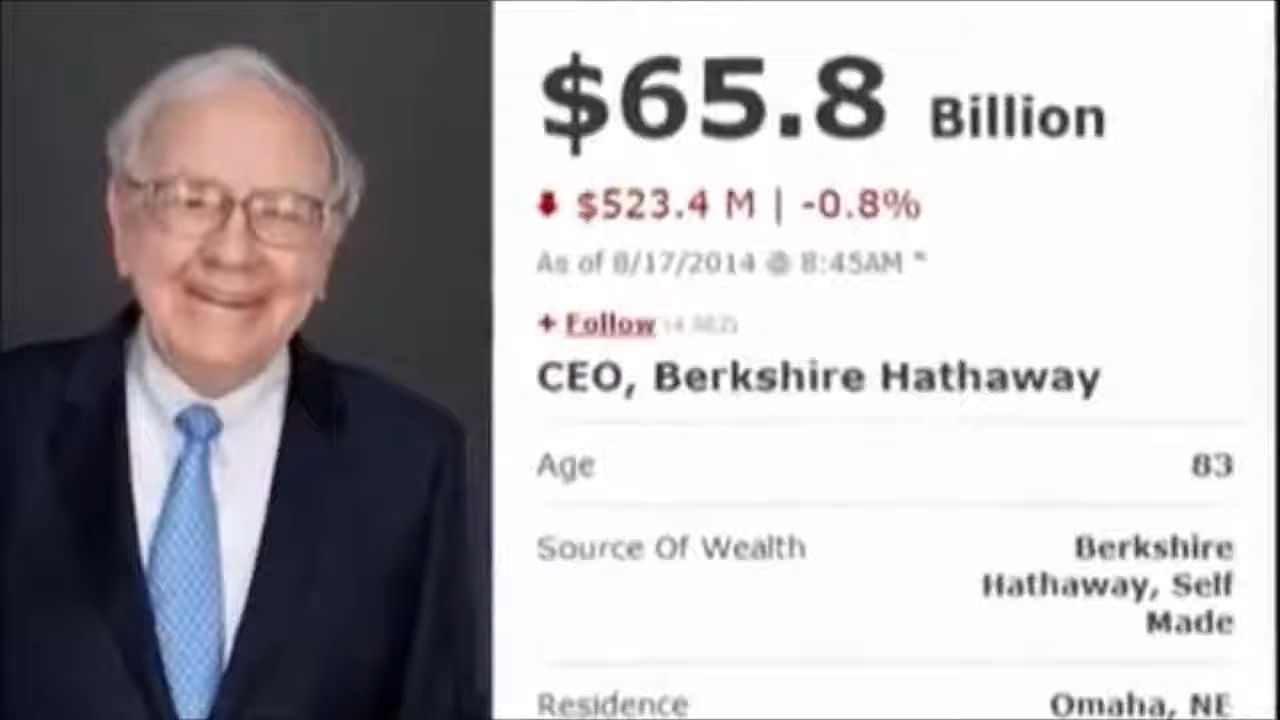 $65.8 Billion
$523.4 M | -0.8%
As of 8/17/2014 @ 8:45AM *
+ Follow
CEO, Berkshire Hathaway
Age 83
Source Of Wealth Berkshire
Hathaway, Self
Made
Residence Omaha, NE